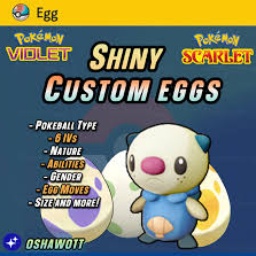 Egg
POKéMON
VIOLET
SHINY
POKéMON
SCARLET
CUSTOM EGGS
- Pokeball Type
- 6 IVs
- Nature
- Abilities
- Gender
- Egg Moves
- Size and more!
OSHAWOTT